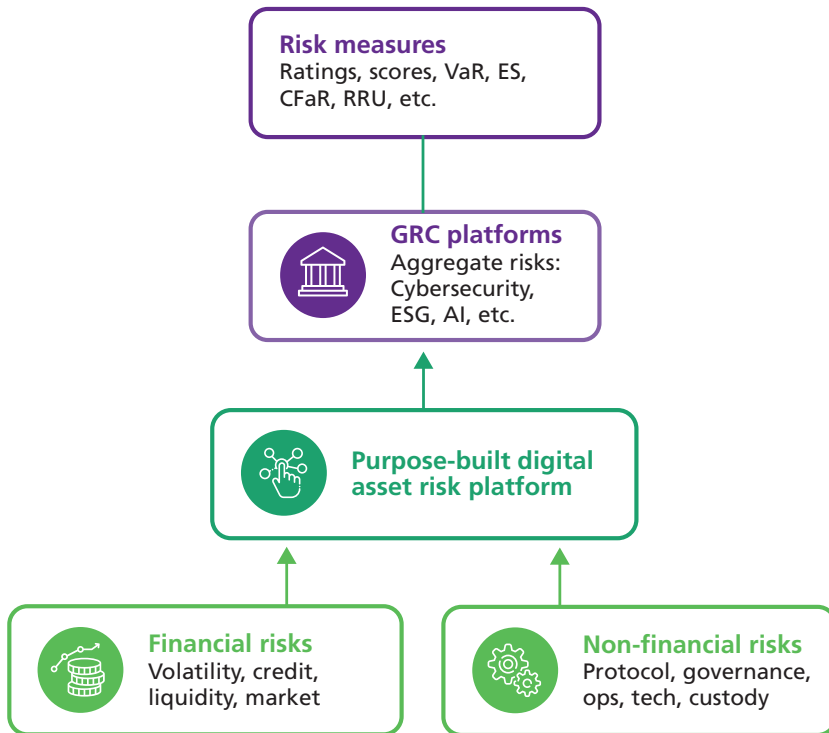 Risk measures
Ratings, scores, VaR, ES,
CFaR, RRU, etc.
GRC platforms
Aggregate risks:
Cybersecurity,
ESG, AI, etc.
Purpose-built digital
asset risk platform
Financial risks
Volatility, credit,
liquidity, market
Non-financial risks
Protocol, governance,
ops, tech, custody